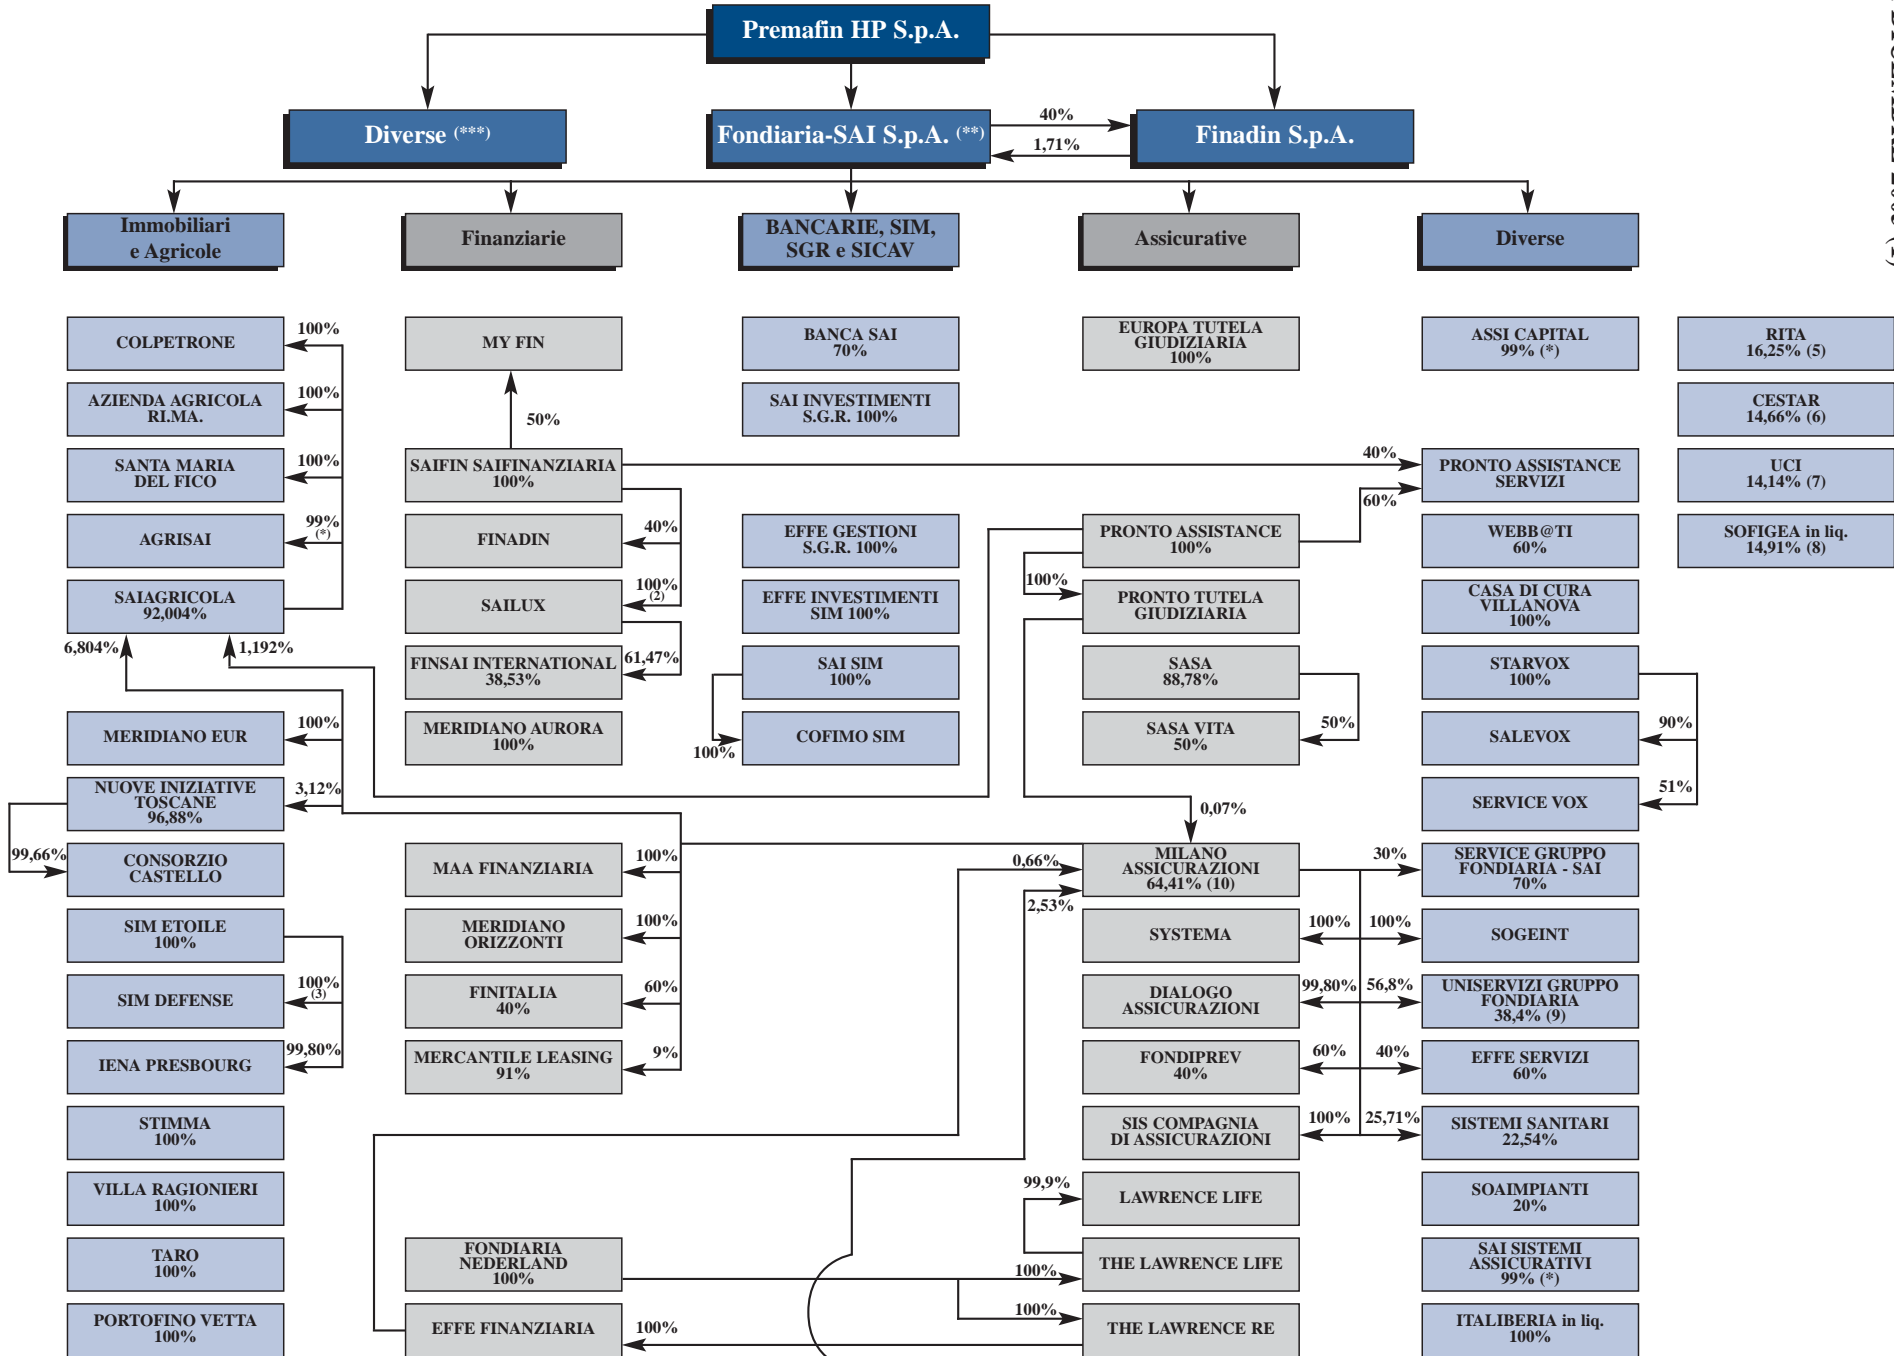 Premafin HP S.p.A.
Diverse (***)
Fondiaria-SAI S.p.A. (**)
40%
1,71%
Finadin S.p.A.
Immobiliari
e Agricole
Finanziarie
BANCARIE, SIM,
SGR e SICAV
Assicurative
Diverse
COLPETRONE
100%
AZIENDA AGRICOLA
RI.MA.
100%
SANTA MARIA
DEL FICO
100%
AGRISAI
99%
(*)
SAIAGRICOLA
92,004%
6,804%
1,192%
MERIDIANO EUR
100%
NUOVE INIZIATIVE
TOSCANE
96,88%
3,12%
99,66%
CONSORZIO
CASTELLO
SIM ETOILE
100%
SIM DEFENSE
100%
(3)
IENA PRESBOURG
99,80%
STIMMA
100%
VILLA RAGIONIERI
100%
TARO
100%
PORTOFINO VETTA
100%
MY FIN
50%
SAIFIN SAIFINANZIARIA
100%
FINADIN
40%
SAILUX
100%
(2)
FINSAI INTERNATIONAL
38,53%
61,47%
MERIDIANO AURORA
100%
MAA FINANZIARIA
100%
MERIDIANO
ORIZZONTI
100%
FINITALIA
40%
60%
MERCANTILE LEASING
91%
9%
FONDIARIA
NEDERLAND
100%
EFFE FINANZIARIA
100%
BANCA SAI
70%
SAI INVESTIMENTI
S.G.R. 100%
EFFE GESTIONI
S.G.R. 100%
EFFE INVESTIMENTI
SIM 100%
SAI SIM
100%
COFIMO SIM
100%
EUROPA TUTELA
GIUDIZIARIA
100%
PRONTO ASSISTANCE
100%
100%
PRONTO TUTELA
GIUDIZIARIA
SASA
88,78%
SASA VITA
50%
50%
0,07%
0,66%
2,53%
MILANO
ASSICURAZIONI
64,41% (10)
SYSTEMA
100%
DIALOGO
ASSICURAZIONI
99,80%
FONDIPREV
40%
60%
SIS COMPAGNIA
DI ASSICURAZIONI
100%
99,9%
LAWRENCE LIFE
100%
THE LAWRENCE LIFE
100%
THE LAWRENCE RE
ASSI CAPITAL
99% (*)
40%
60%
PRONTO ASSISTANCE
SERVIZI
WEBB@TI
60%
CASA DI CURA
VILLANOVA
100%
STARVOX
100%
SALEVOX
90%
SERVICE VOX
51%
30%
SERVICE GRUPPO
FONDIARIA - SAI
70%
100%
SOGEINT
56,8%
UNISERVIZI GRUPPO
FONDIARIA
38,4% (9)
40%
EFFE SERVIZI
60%
25,71%
SISTEMI SANITARI
22,54%
SOAIMPIANTI
20%
SAI SISTEMI
ASSICURATIVI
99% (*)
ITALIBERIA in liq.
100%
RITA
16,25% (5)
CESTAR
14,66% (6)
UCI
14,14% (7)
SOFIGEA in liq.
14,91% (8)